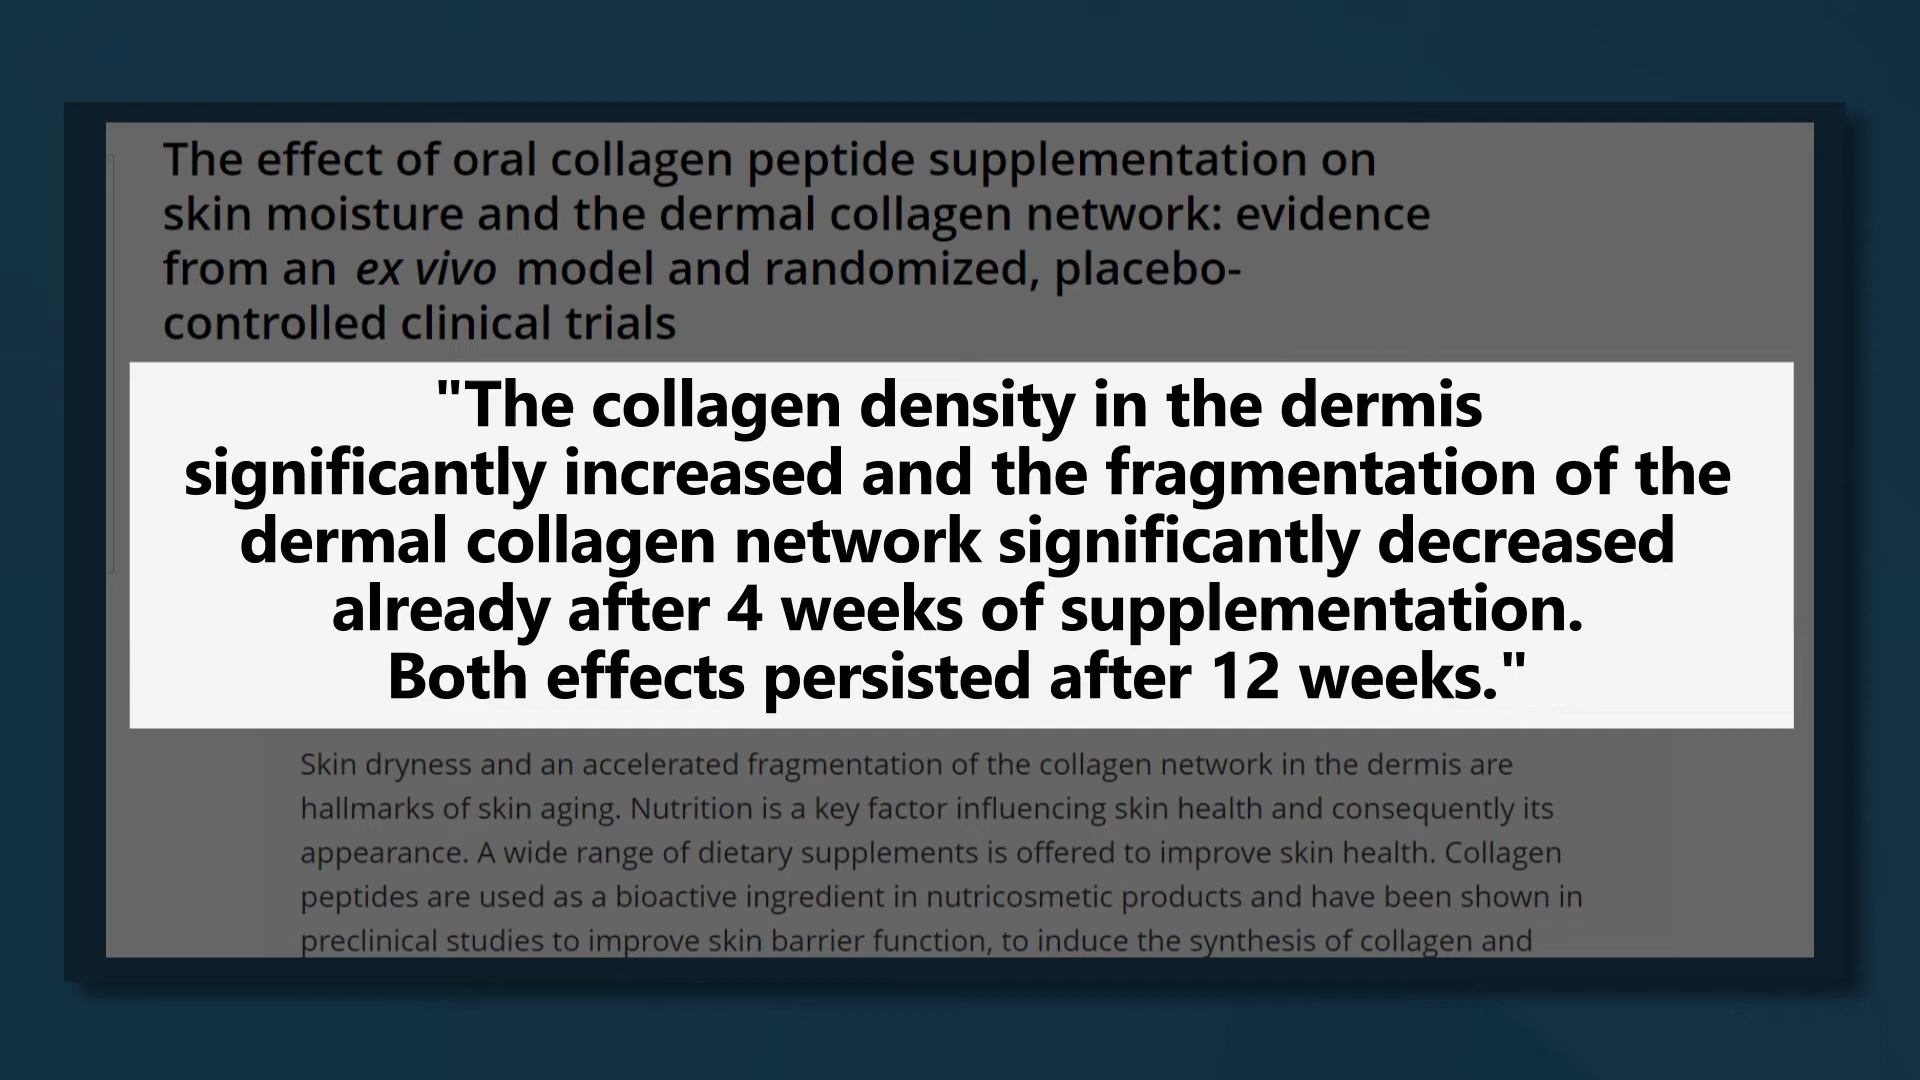 The effect of oral collagen peptide supplementation on
skin moisture and the dermal collagen network: evidence
from an ex vivo model and randomized, placebo-
controlled clinical trials
"The collagen density in the dermis
significantly increased and the fragmentation of the
dermal collagen network significantly decreased
already after 4 weeks of supplementation.
Both effects persisted after 12 weeks."
Skin dryness and an accelerated fragmentation of the collagen network in the dermis are
hallmarks of skin aging. Nutrition is a key factor influencing skin health and consequently its
appearance. A wide range of dietary supplements is offered to improve skin health. Collagen
peptides are used as a bioactive ingredient in nutricosmetic products and have been shown in
preclinical studies to improve skin barrier function, to induce the synthesis of collagen and